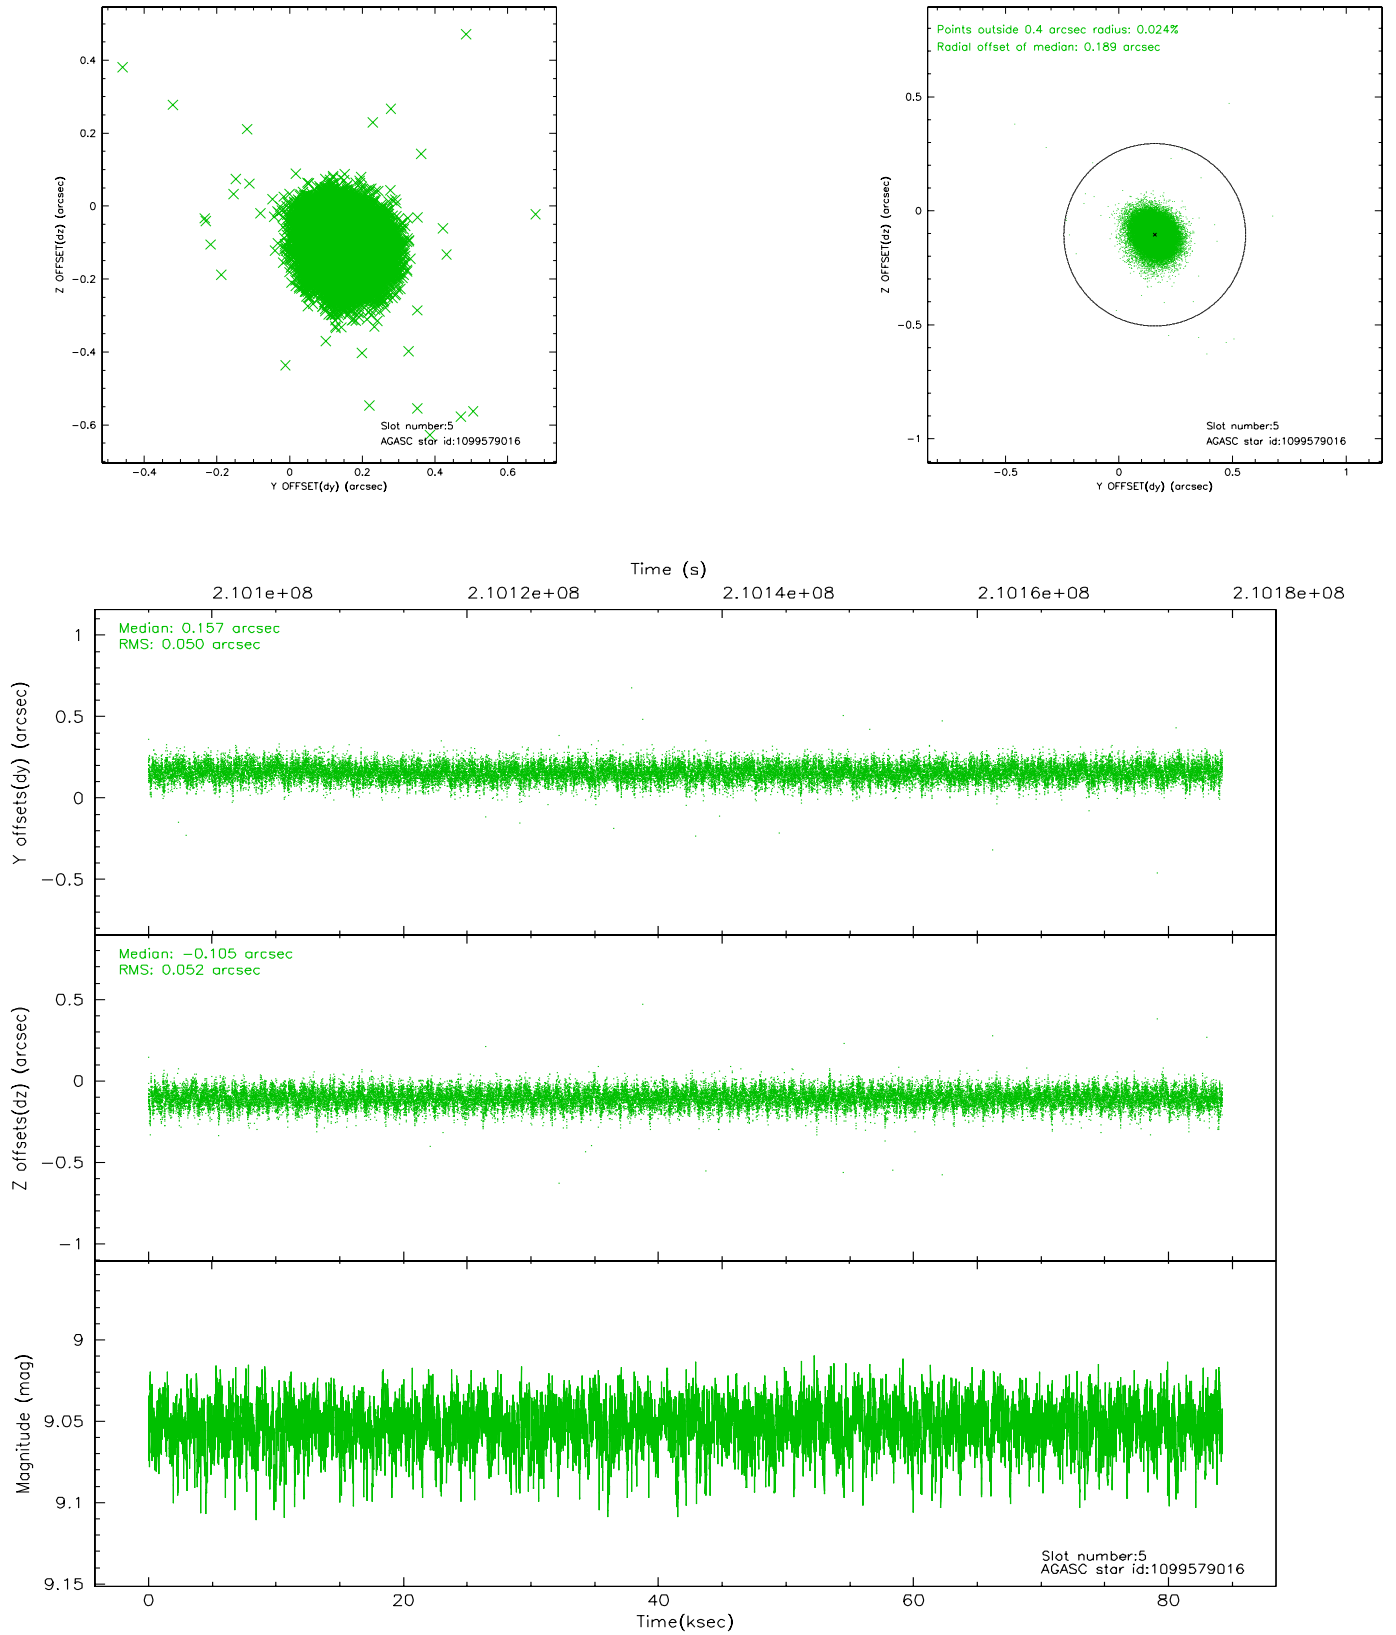 0.4
0.2
0
−0.2
−0.4
−0.6
Z OFFSET(dz) (arcsec)
−0.4 −0.2 0 0.2 0.4 0.6
Y OFFSET(dy) (arcsec)
Slot number:5
AGASC star id:1099579016
Points outside 0.4 arcsec radius: 0.024%
Radial offset of median: 0.189 arcsec
0.5
0
−0.5
−1
Z OFFSET(dz) (arcsec)
−0.5 0 0.5 1
Y OFFSET(dy) (arcsec)
Slot number:5
AGASC star id:1099579016
Time (s)
2.101e+08 2.1012e+08 2.1014e+08 2.1016e+08 2.1018e+08
Median: 0.157 arcsec
RMS: 0.050 arcsec
1
0.5
0
−0.5
Y offsets(dy) (arcsec)
Median: −0.105 arcsec
RMS: 0.052 arcsec
0.5
0
−0.5
−1
Z offsets(dz) (arcsec)
9
9.05
9.1
9.15
Magnitude (mag)
Slot number:5
AGASC star id:1099579016
0 20 40 60 80
Time(ksec)